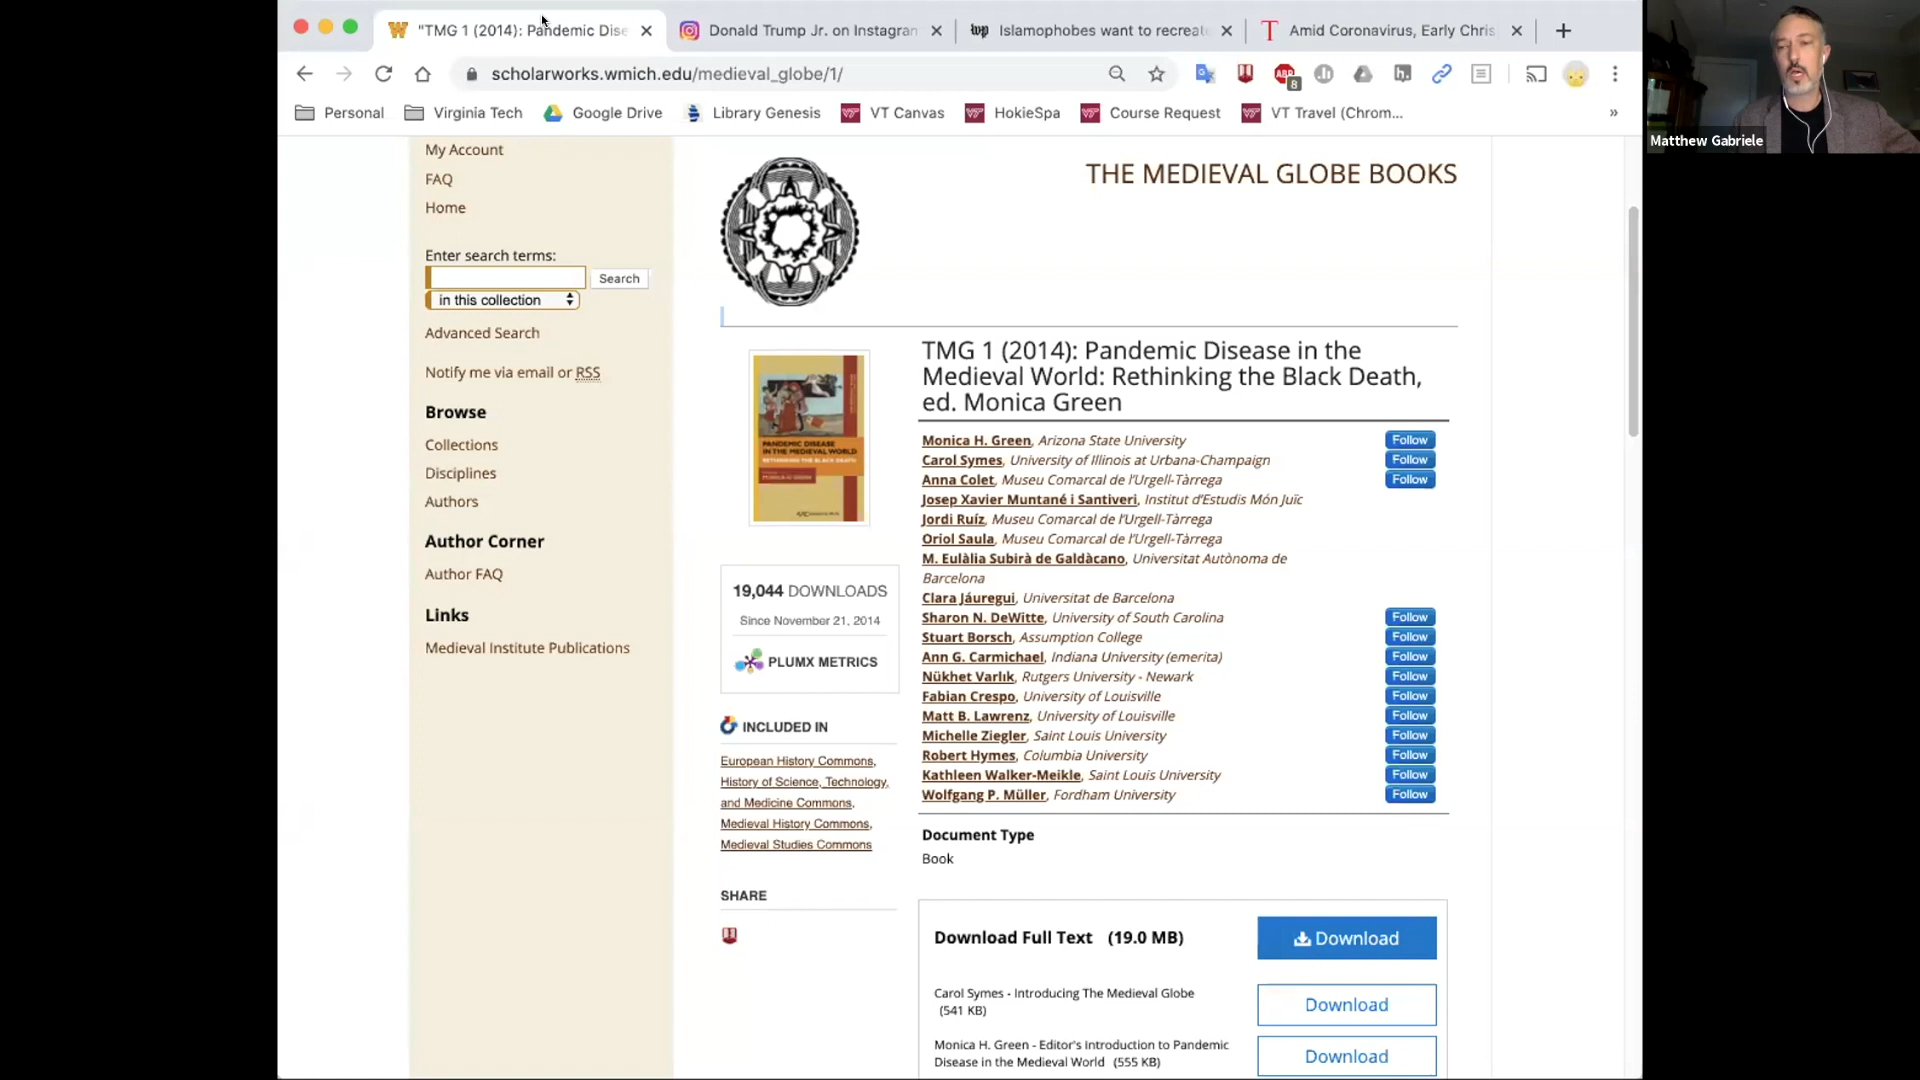 "TMG 1 (2014): Pandemic Dise
Donald Trump Jr. on Instagran
Islamophobes want to recreat
Amid Coronavirus, Early Chris
scholarworks.wmich.edu/medieval_globe/1/
ABP
8
Personal
Virginia Tech
Google Drive
Library Genesis
VT Canvas
HokieSpa
Course Request
VT Travel (Chrom...
»
Matthew Gabriele
My Account
FAQ
Home
Enter search terms:
Search
in this collection
Advanced Search
Notify me via email or RSS
Browse
Collections
Disciplines
Authors
Author Corner
Author FAQ
Links
Medieval Institute Publications
THE MEDIEVAL GLOBE BOOKS
PANDEMIC DISEASE
IN THE MEDIEVAL WORLD
RETHINKING THE BLACK DEATH
19,044 DOWNLOADS
Since November 21, 2014
PLUMX METRICS
INCLUDED IN
European History Commons,
History of Science, Technology,
and Medicine Commons,
Medieval History Commons,
Medieval Studies Commons
SHARE
TMG 1 (2014): Pandemic Disease in the
Medieval World: Rethinking the Black Death,
ed. Monica Green
Monica H. Green, Arizona State University Follow
Carol Symes, University of Illinois at Urbana-Champaign Follow
Anna Colet, Museu Comarcal de l'Urgell-Tàrrega Follow
Josep Xavier Muntané i Santiveri, Institut d'Estudis Món Juïc
Jordi Ruíz, Museu Comarcal de l'Urgell-Tàrrega
Oriol Saula, Museu Comarcal de l'Urgell-Tàrrega
M. Eulàlia Subirà de Galdàcano, Universitat Autònoma de
Barcelona
Clara Jáuregui, Universitat de Barcelona
Sharon N. DeWitte, University of South Carolina Follow
Stuart Borsch, Assumption College Follow
Ann G. Carmichael, Indiana University (emerita) Follow
Nükhet Varlık, Rutgers University - Newark Follow
Fabian Crespo, University of Louisville Follow
Matt B. Lawrenz, University of Louisville Follow
Michelle Ziegler, Saint Louis University Follow
Robert Hymes, Columbia University Follow
Kathleen Walker-Meikle, Saint Louis University Follow
Wolfgang P. Müller, Fordham University Follow
Document Type
Book
Download Full Text (19.0 MB) Download
Carol Symes - Introducing The Medieval Globe
(541 KB)
Download
Monica H. Green - Editor's Introduction to Pandemic
Disease in the Medieval World (555 KB)
Download